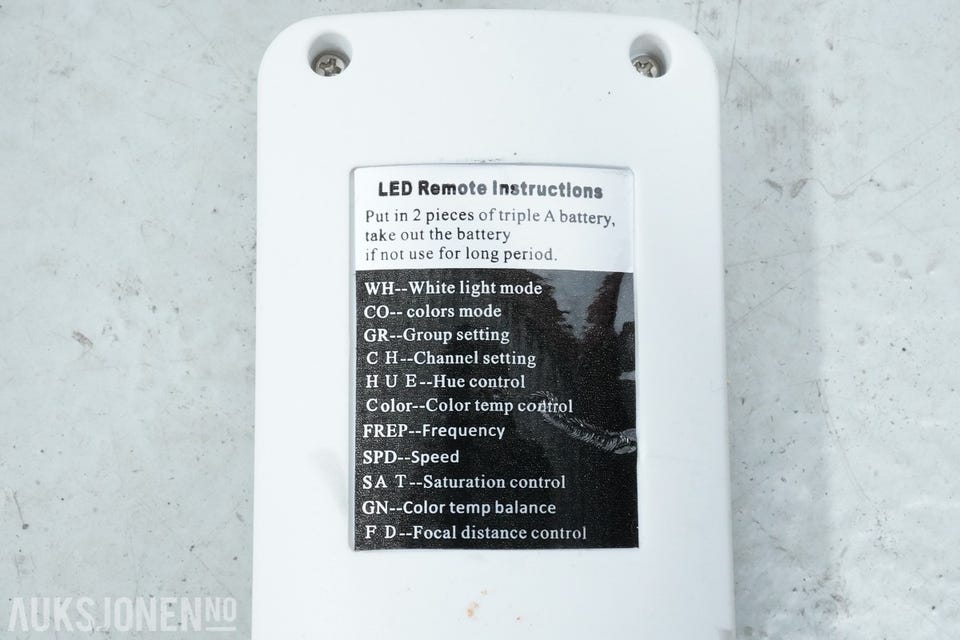 LED Remote Instructions
Put in 2 pieces of triple A battery,
take out the battery
if not use for long period.
WH--White light mode
CO-- colors mode
GR--Group setting
C H--Channel setting
H U E--Hue control
Color--Color temp control
FREP--Frequency
SPD--Speed
SA T--Saturation control
GN--Color temp balance
F D--Focal distance control
AUKSJONEN NO